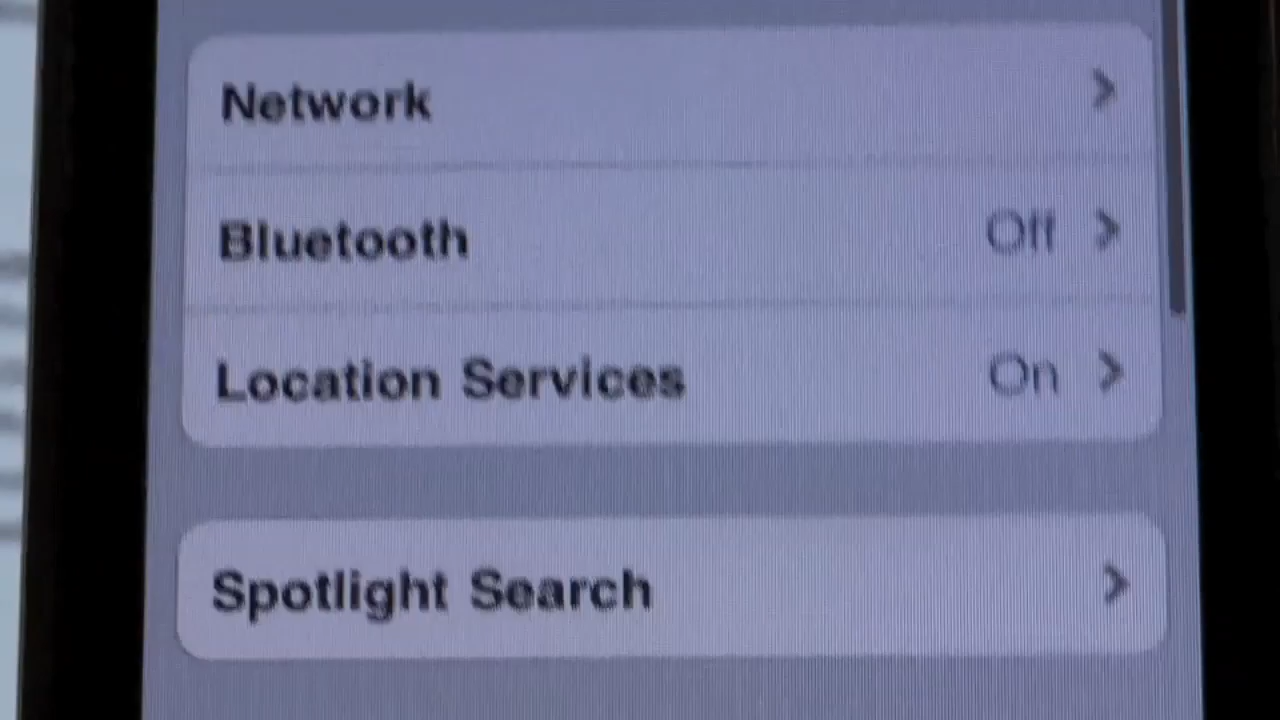 Network
Bluetooth Off
Location Services On
Spotlight Search